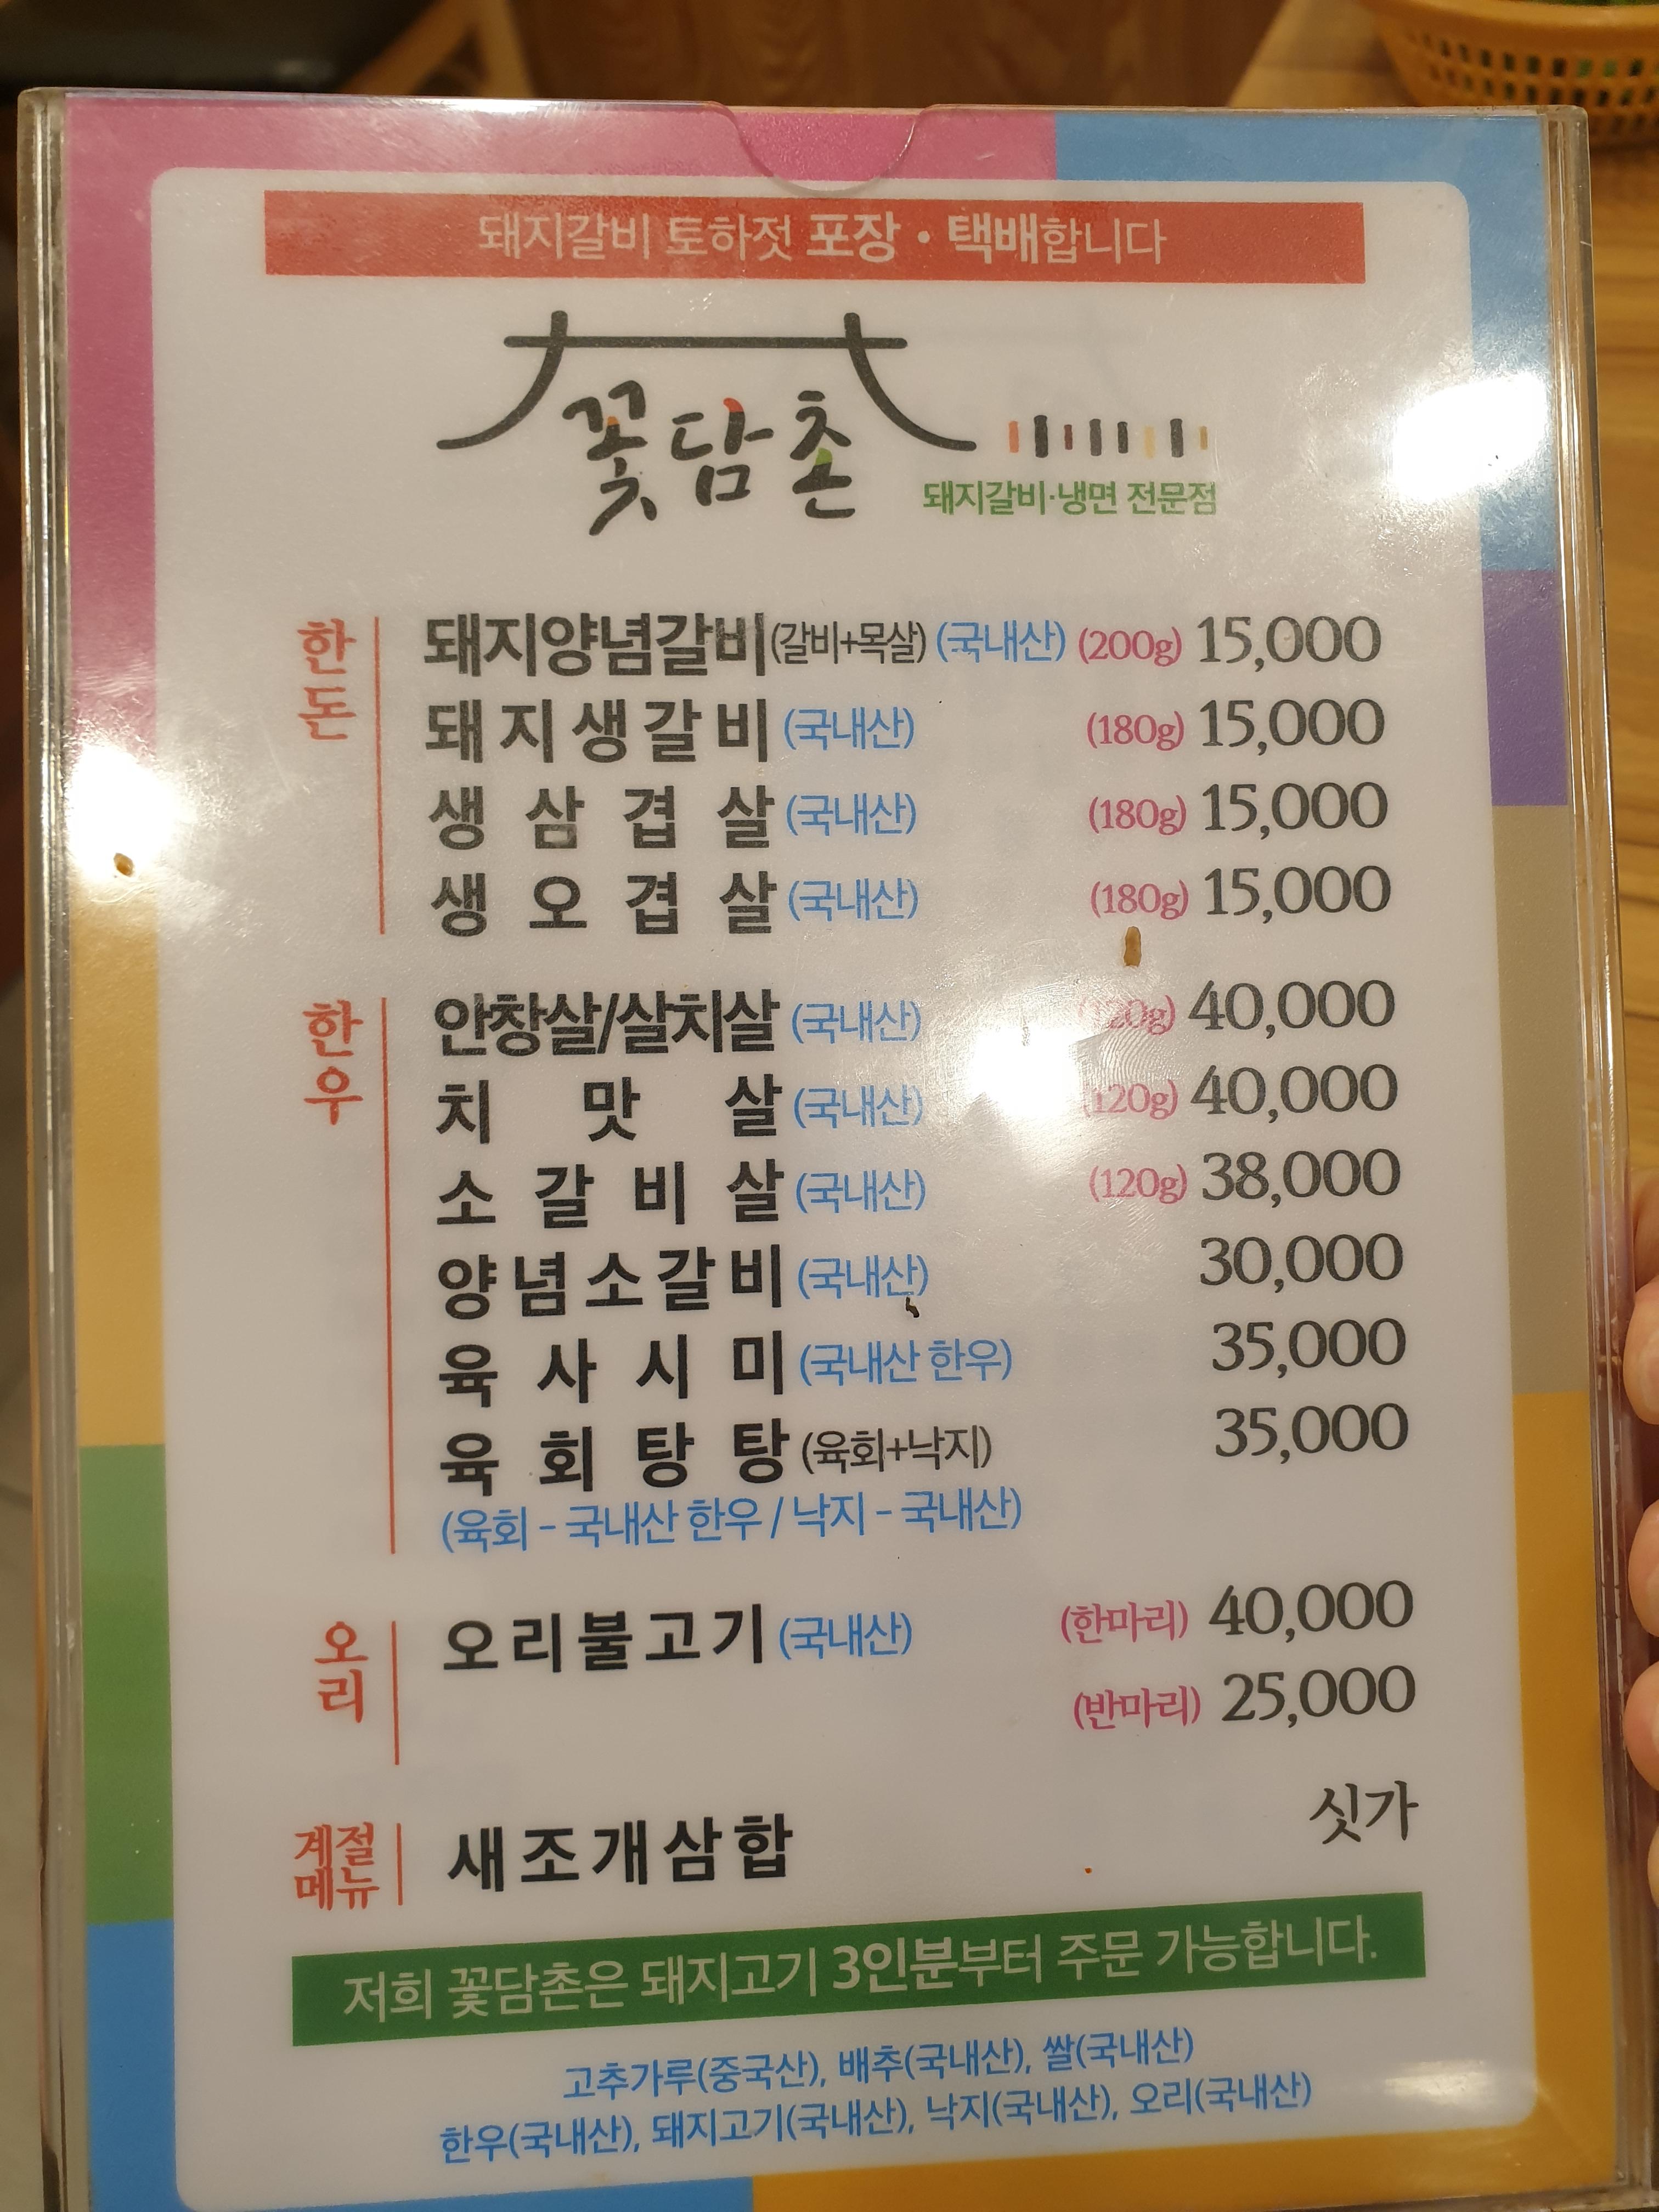 돼지갈비 토하젓 포장 · 택배합니다
꽃담촌
돼지갈비·냉면 전문점
한돈
돼지양념갈비(갈비+목살) (국내산) (200g) 15,000
돼지생갈비 (국내산) (180g) 15,000
생삼겹살 (국내산) (180g) 15,000
생오겹살 (국내산) (180g) 15,000
한우
안창살/살치살 (국내산) (120g) 40,000
치맛살 (국내산) (120g) 40,000
소갈비살 (국내산) (120g) 38,000
양념소갈비 (국내산) 30,000
육사시미 (국내산 한우) 35,000
육회탕탕 (육회+낙지) 35,000
(육회 - 국내산 한우 / 낙지 - 국내산)
오리
오리불고기 (국내산) (한마리) 40,000
(반마리) 25,000
계절메뉴
새조개삼합 싯가
저희 꽃담촌은 돼지고기 3인분부터 주문 가능합니다.
고추가루(중국산), 배추(국내산), 쌀(국내산)
한우(국내산), 돼지고기(국내산), 낙지(국내산), 오리(국내산)